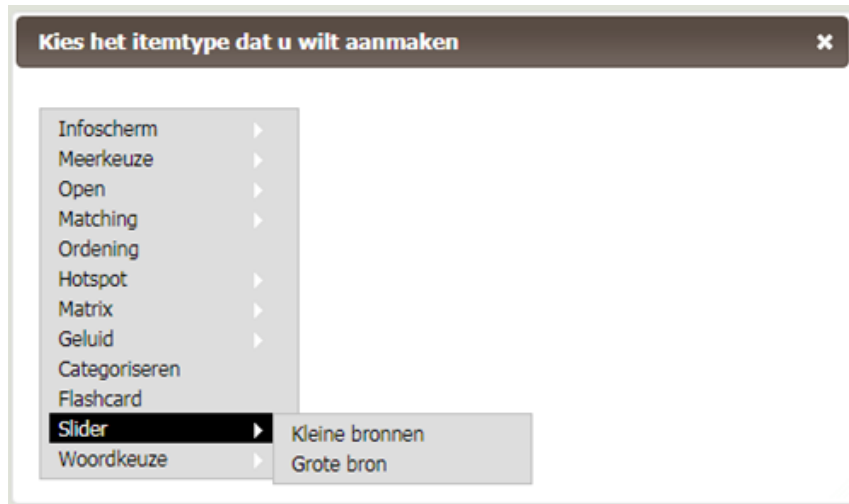 Kies het itemtype dat u wilt aanmaken
Infoscherm
Meerkeuze
Open
Matching
Ordening
Hotspot
Matrix
Geluid
Categoriseren
Flashcard
Slider
Kleine bronnen
Woordkeuze
Grote bron